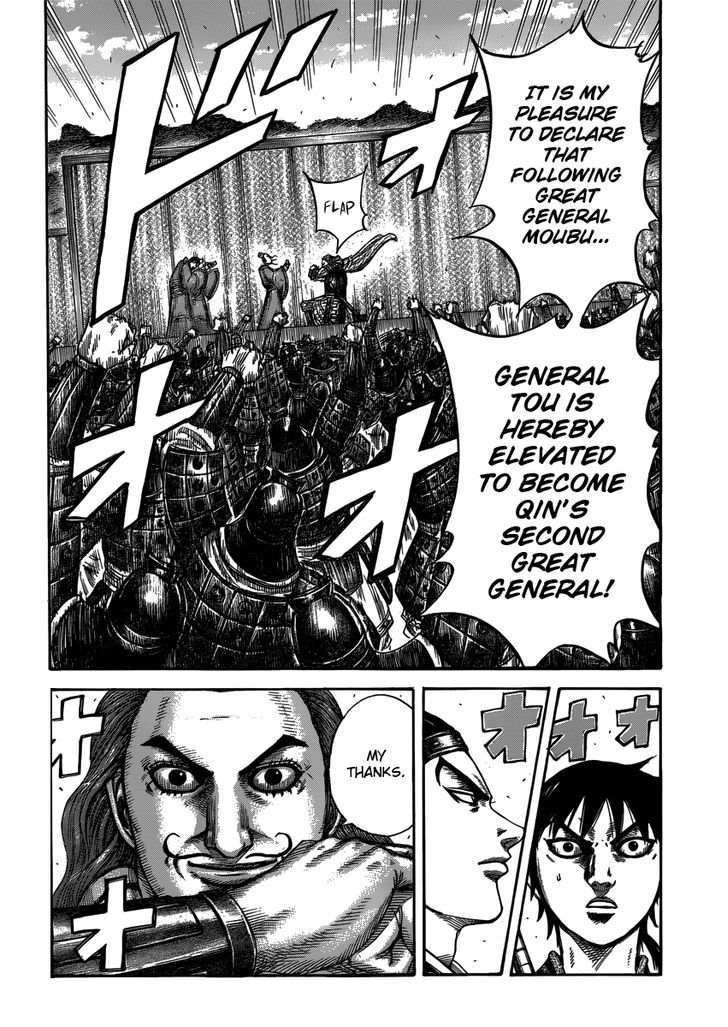 IT IS MY
PLEASURE
TO DECLARE
THAT
FOLLOWING
GREAT
GENERAL
MOUBU...
FLAP
ドオ
オオ
GENERAL
TOU IS
HEREBY
ELEVATED
TO BECOME
QIN'S
SECOND
GREAT
GENERAL!
オ
オ
MY
THANKS.
オ
オオ